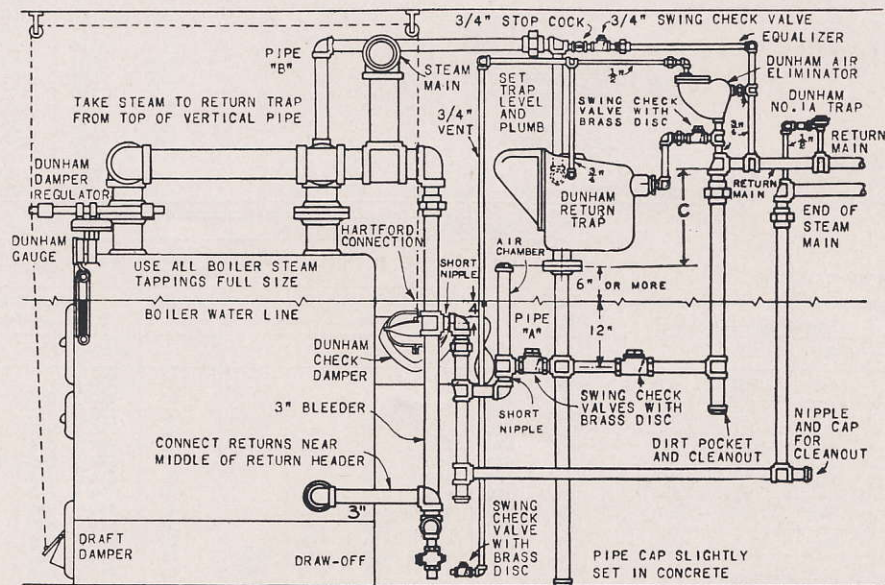 3/4" STOP COCK
3/4" SWING CHECK VALVE
EQUALIZER
DUNHAM AIR
ELIMINATOR
PIPE
"B"
STEAM
MAIN
SET
TRAP
LEVEL
AND
PLUMB
1/2"
SWING CHECK
VALVE WITH
BRASS DISC
DUNHAM
NO. 1A TRAP
3/4"
1/2"
RETURN
MAIN
TAKE STEAM TO RETURN TRAP
FROM TOP OF VERTICAL PIPE
3/4"
VENT
DUNHAM
DAMPER
REGULATOR
3/4"
DUNHAM
RETURN
TRAP
C
RETURN
MAIN
END OF
STEAM
MAIN
DUNHAM
GAUGE
HARTFORD
CONNECTION
AIR
CHAMBER
SHORT
NIPPLE
USE ALL BOILER STEAM
TAPPINGS FULL SIZE
6" OR MORE
BOILER WATER LINE
4"
PIPE
"A"
12"
DUNHAM
CHECK
DAMPER
3" BLEEDER
SHORT
NIPPLE
SWING CHECK
VALVES WITH
BRASS DISC
CONNECT RETURNS NEAR
MIDDLE OF RETURN HEADER
DIRT POCKET
AND CLEANOUT
NIPPLE
AND CAP
FOR
CLEANOUT
3"
DRAFT
DAMPER
DRAW-OFF
SWING
CHECK
VALVE
WITH
BRASS
DISC
PIPE CAP SLIGHTLY
SET IN CONCRETE